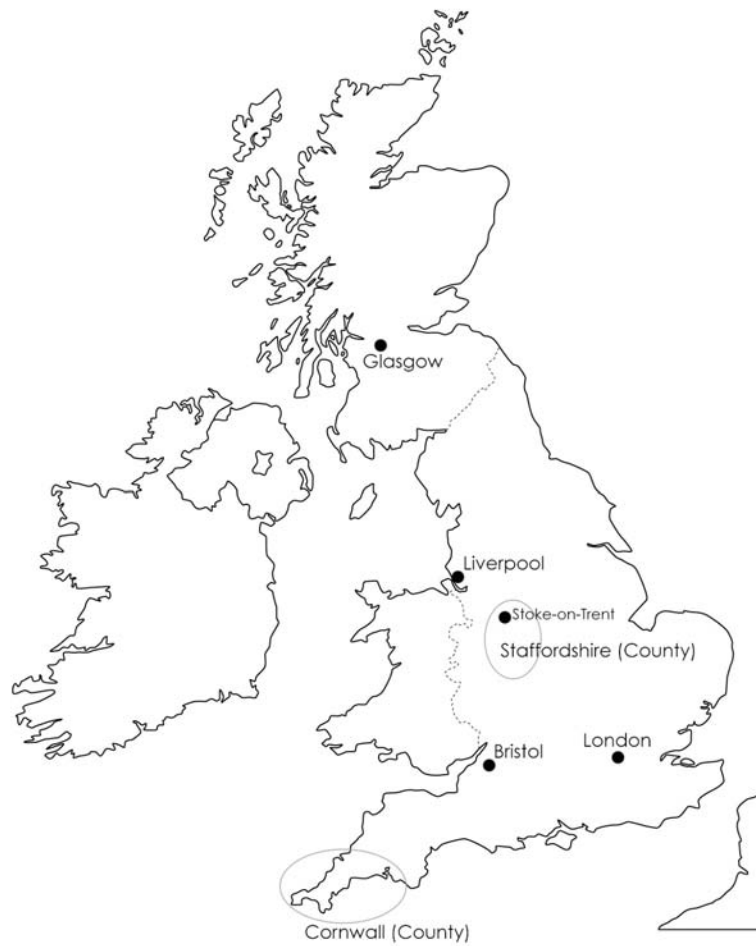 Glasgow
Liverpool
Stoke-on-Trent
Staffordshire (County)
Bristol
London
Cornwall (County)